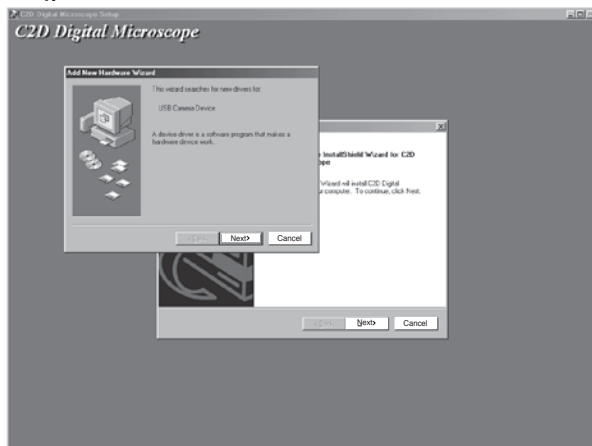 C2D Digital Microscope Setup
C2D Digital Microscope
Add New Hardware Wizard
This wizard searches for new drivers for:
USB Camera Device
A device driver is a software program that makes a
hardware device work.
< Back
Next>
Cancel
InstallShield Wizard for C2D
ope
Wizard will install C2D Digital
computer. To continue, click Next.
< Back
Next>
Cancel